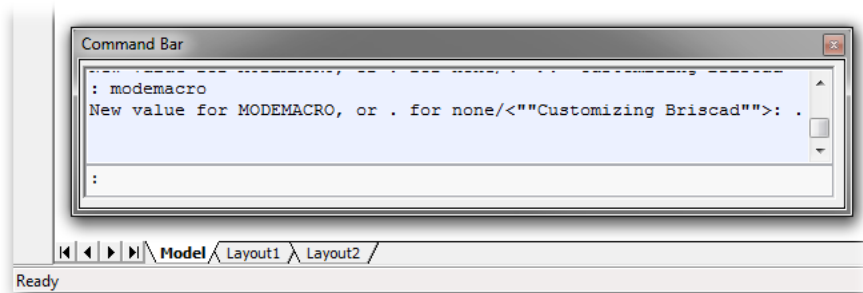 Command Bar
: modemacro
New value for MODEMACRO, or . for none/<""Customizing Briscad"">: .
:
Model Layout1 Layout2
Ready